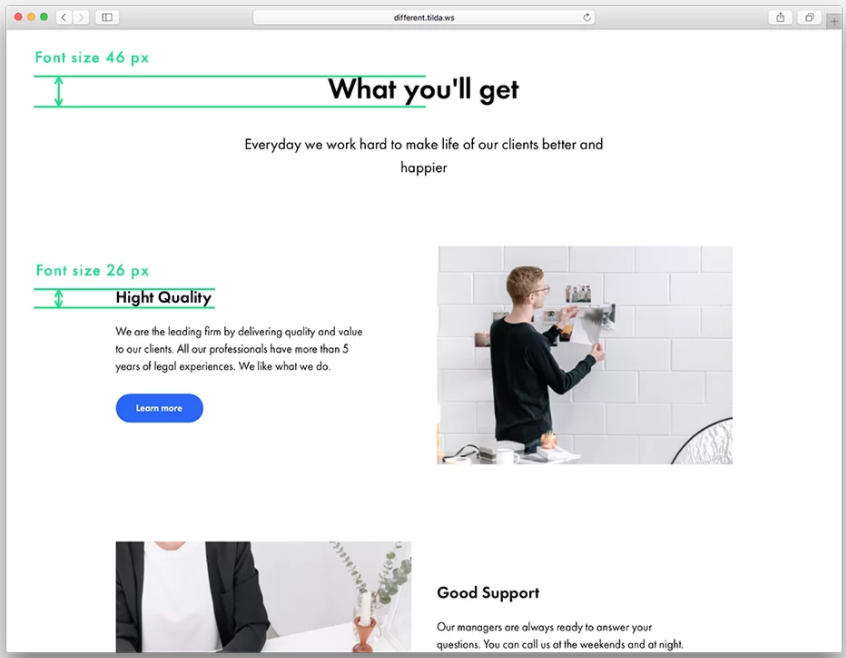 different.tilda.ws
Font size 46 px
What you'll get
Everyday we work hard to make life of our clients better and
happier
Font size 26 px
Hight Quality
We are the leading firm by delivering quality and value
to our clients. All our professionals have more than 5
years of legal experiences. We like what we do.
Learn more
Good Support
Our managers are always ready to answer your
questions. You can call us at the weekends and at night.